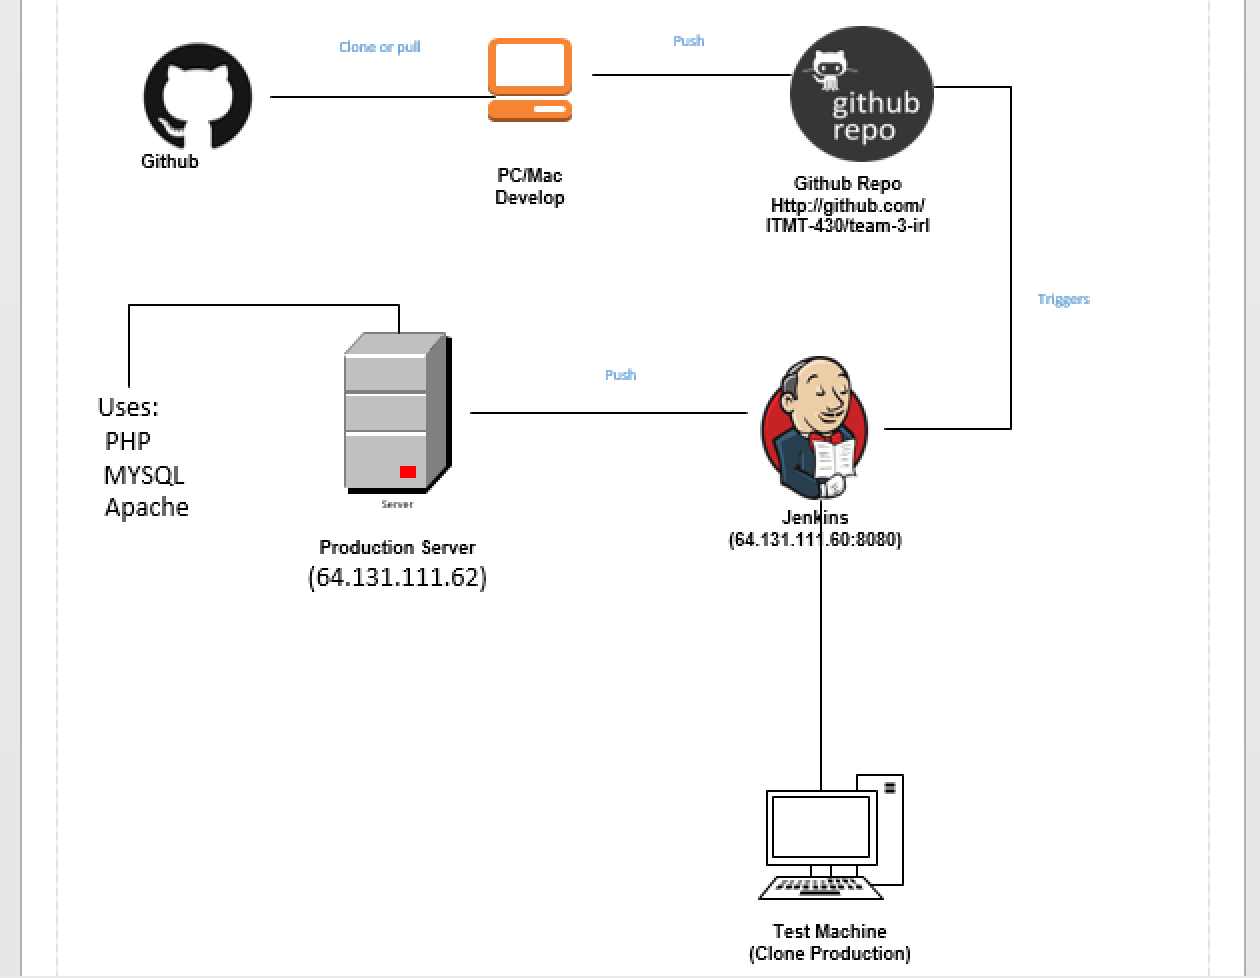 Clone or pull
Push
github
repo
Github
PC/Mac
Develop
Github Repo
Http://github.com/
ITMT-430/team-3-irl
Triggers
Push
Uses:
PHP
MYSQL
Apache
Server
Production Server
(64.131.111.62)
Jenkins
(64.131.111.60:8080)
Test Machine
(Clone Production)